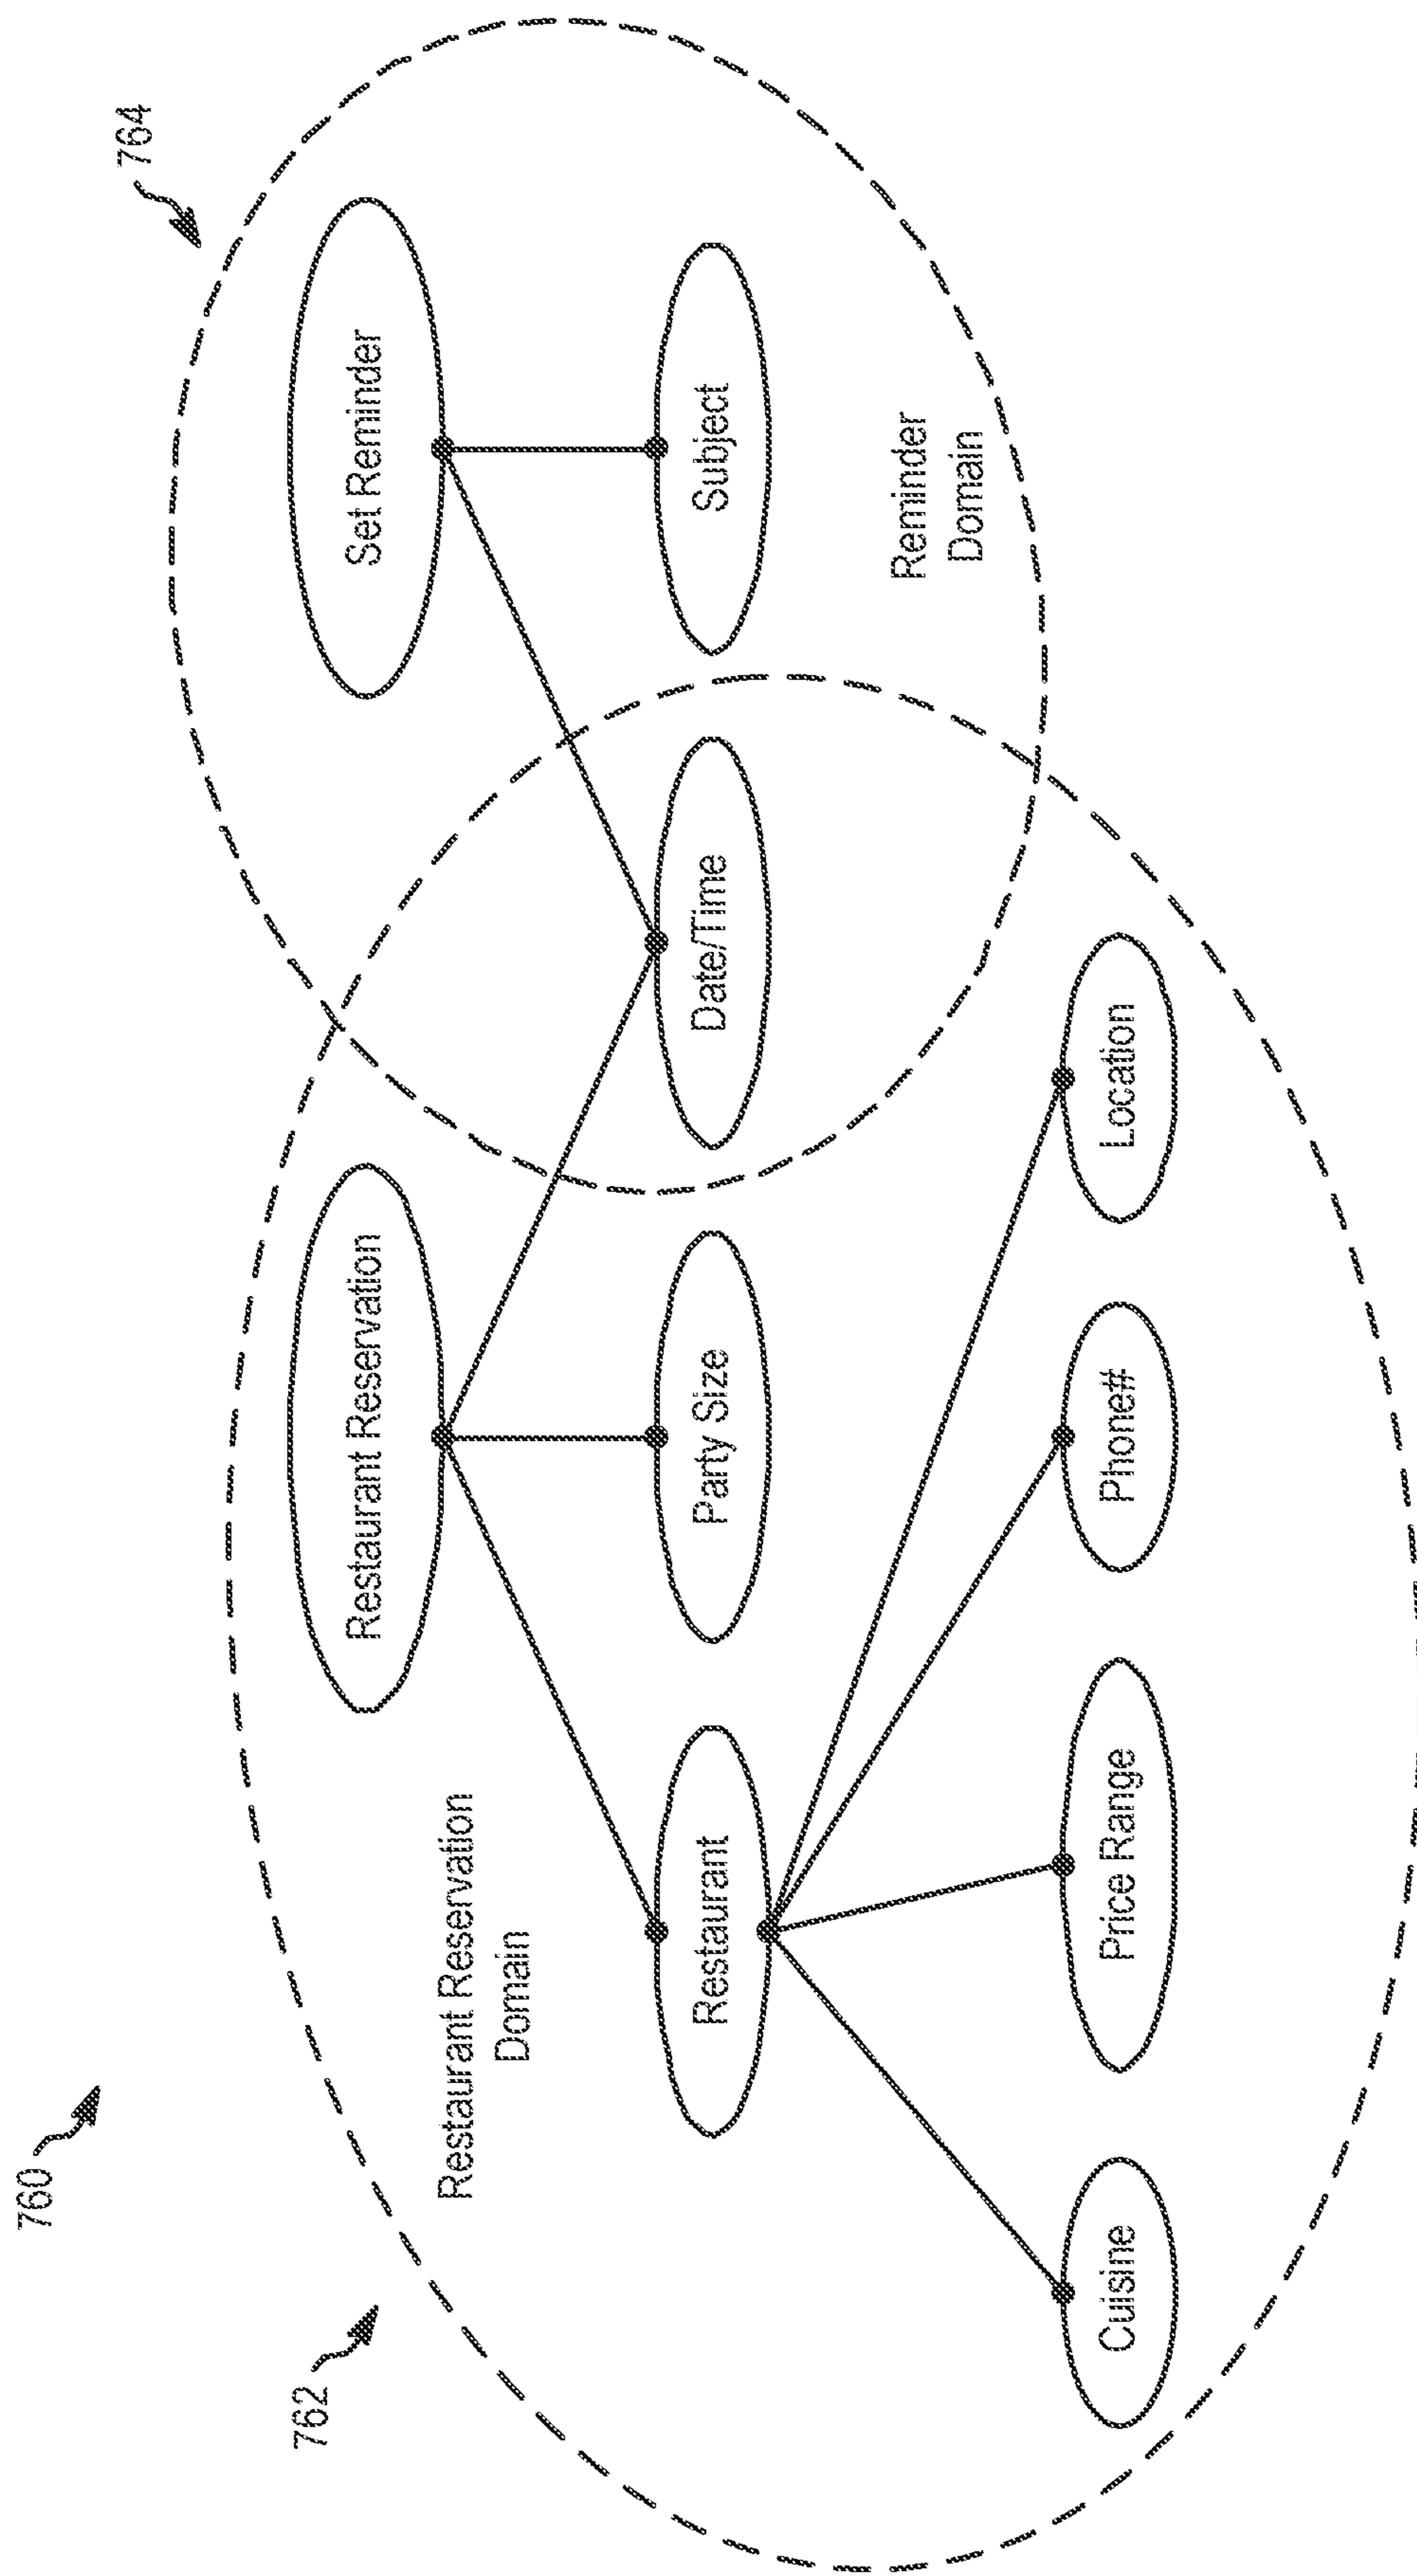 760
762
764
Restaurant Reservation
Domain
Restaurant Reservation
Set Reminder
Restaurant
Party Size
Date/Time
Subject
Reminder
Domain
Cuisine
Price Range
Phone#
Location